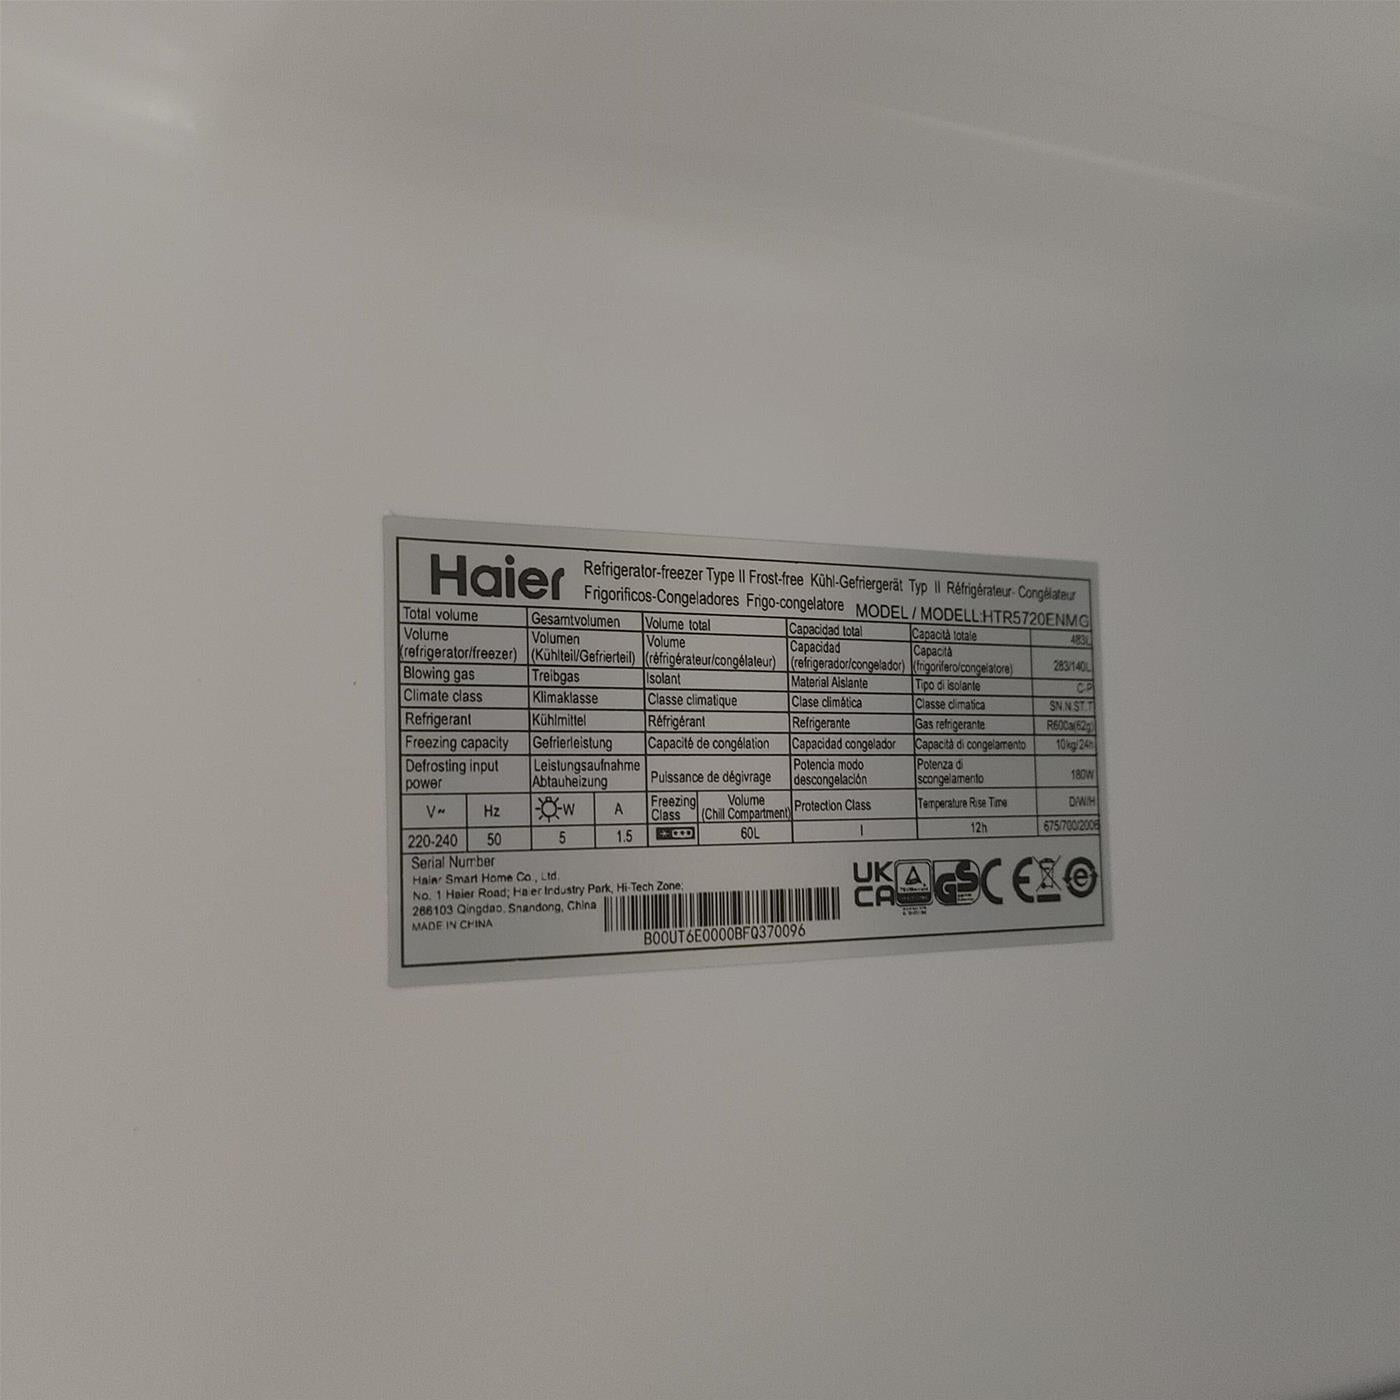 Haier
Refrigerator-freezer Type II Frost-free Kühl-Gefriergerät Typ II Réfrigérateur-Congélateur
Frigorificos-Congeladores Frigo-congelatore MODEL / MODELL:HTR5720ENMG
Total volume Gesamtvolumen Volume total Capacidad total Capacità totale 483L
Volume (refrigerator/freezer) Volumen (Kühlteil/Gefrierteil) Volume (réfrigérateur/congélateur) Capacidad (refrigerador/congelador) Capacità (frigorifero/congelatore) 283/140L
Blowing gas Treibgas Isolant Material Aislante Tipo di isolante C-P
Climate class Klimaklasse Classe climatique Clase climática Classe climatica SN.N.ST.T
Refrigerant Kühlmittel Réfrigérant Refrigerante Gas refrigerante R600a(62g)
Freezing capacity Gefrierleistung Capacité de congélation Capacidad congelador Capacità di congelamento 10kg/24h
Defrosting input power Leistungsaufnahme Abtauheizung Puissance de dégivrage Potencia modo descongelación Potenza di scongelamento 180W
V~ Hz W A Freezing Class Volume (Chill Compartment) Protection Class Temperature Rise Time D/W/H
220-240 50 5 1.5 60L I 12h 675/700/2006
Serial Number
Haier Smart Home Co., Ltd.
No. 1 Haier Road; Haier Industry Park, Hi-Tech Zone;
266103 Qingdao, Shandong, China
MADE IN CHINA
B00UT6E0000BFQ370096
UK
CA
GS
CE
e